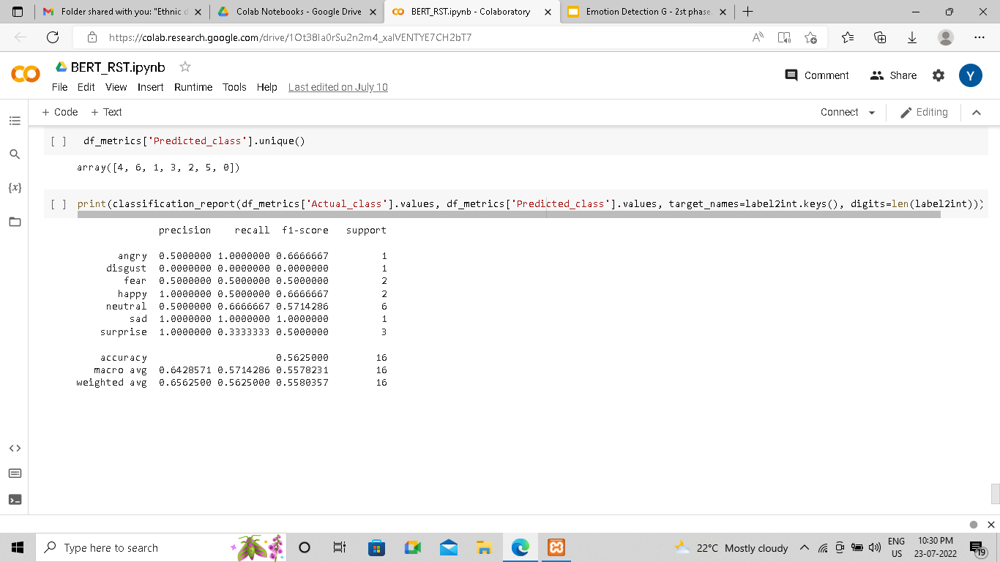 Folder shared with you: "Ethnic d
Colab Notebooks - Google Drive
BERT_RST.ipynb - Colaboratory
Emotion Detection G - 2st phase.
https://colab.research.google.com/drive/1Ot38Ia0rSu2n2m4_xalVENTYE7CH2bT7
BERT_RST.ipynb
Comment
Share
Y
File Edit View Insert Runtime Tools Help Last edited on July 10
+ Code + Text
Connect
Editing
[ ] df_metrics['Predicted_class'].unique()
array([4, 6, 1, 3, 2, 5, 0])
{x}
[ ] print(classification_report(df_metrics['Actual_class'].values, df_metrics['Predicted_class'].values, target_names=label2int.keys(), digits=len(label2int)))
precision recall f1-score support
angry 0.5000000 1.0000000 0.6666667 1
disgust 0.0000000 0.0000000 0.0000000 1
fear 0.5000000 0.5000000 0.5000000 2
happy 1.0000000 0.5000000 0.6666667 2
neutral 0.5000000 0.6666667 0.5714286 6
sad 1.0000000 1.0000000 1.0000000 1
surprise 1.0000000 0.3333333 0.5000000 3
accuracy 0.5625000 16
macro avg 0.6428571 0.5714286 0.5578231 16
weighted avg 0.6562500 0.5625000 0.5580357 16
Type here to search
22°C Mostly cloudy
ENG
US
10:30 PM
23-07-2022
19